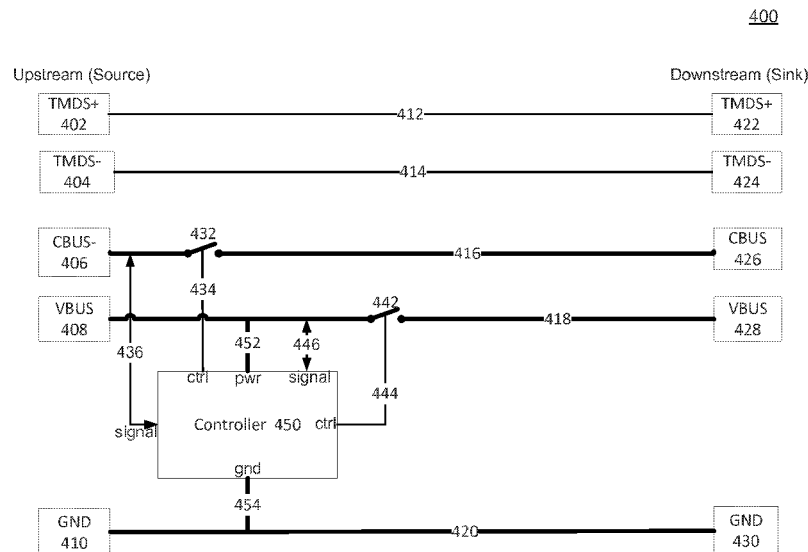 400
Upstream (Source)
Downstream (Sink)
TMDS+
402
412
TMDS+
422
TMDS-
404
414
TMDS-
424
CBUS-
406
432
416
CBUS
426
434
VBUS
408
442
418
VBUS
428
436
452
446
444
ctrl
pwr
signal
signal
Controller 450
ctrl
gnd
454
GND
410
420
GND
430